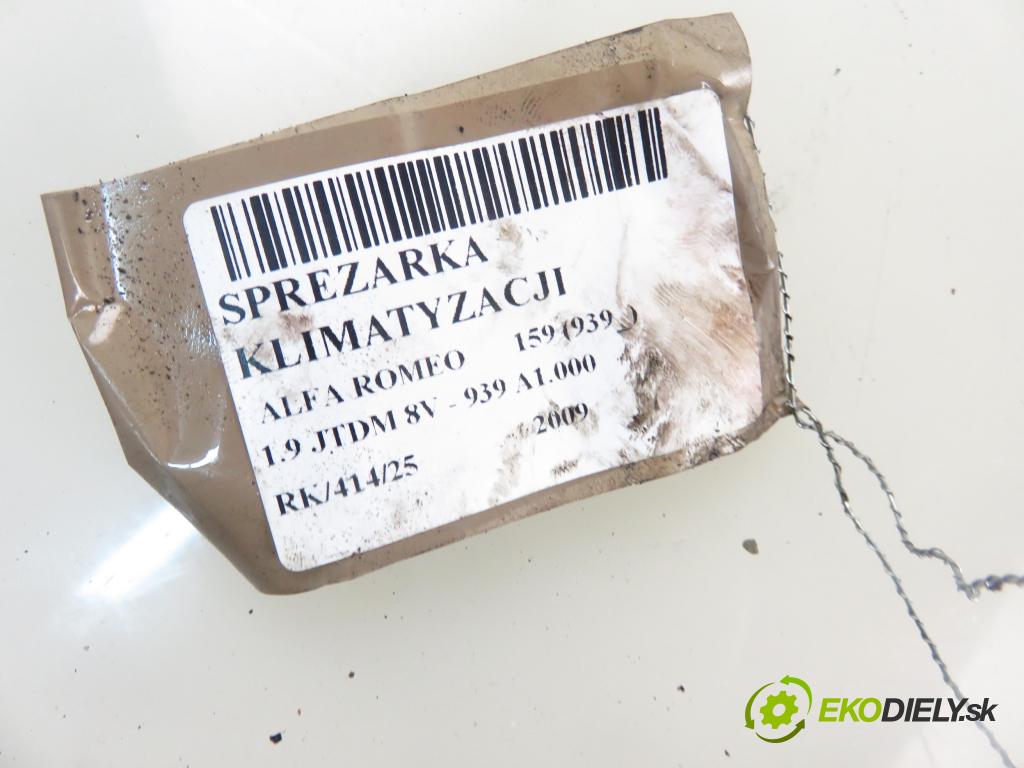 SPREZARKA
KLIMATYZACJI
ALFA ROMEO 159 (939_)
1.9 JTDM 8V - 939 A1.000
2009
RK/414/25
EKODIELY.sk